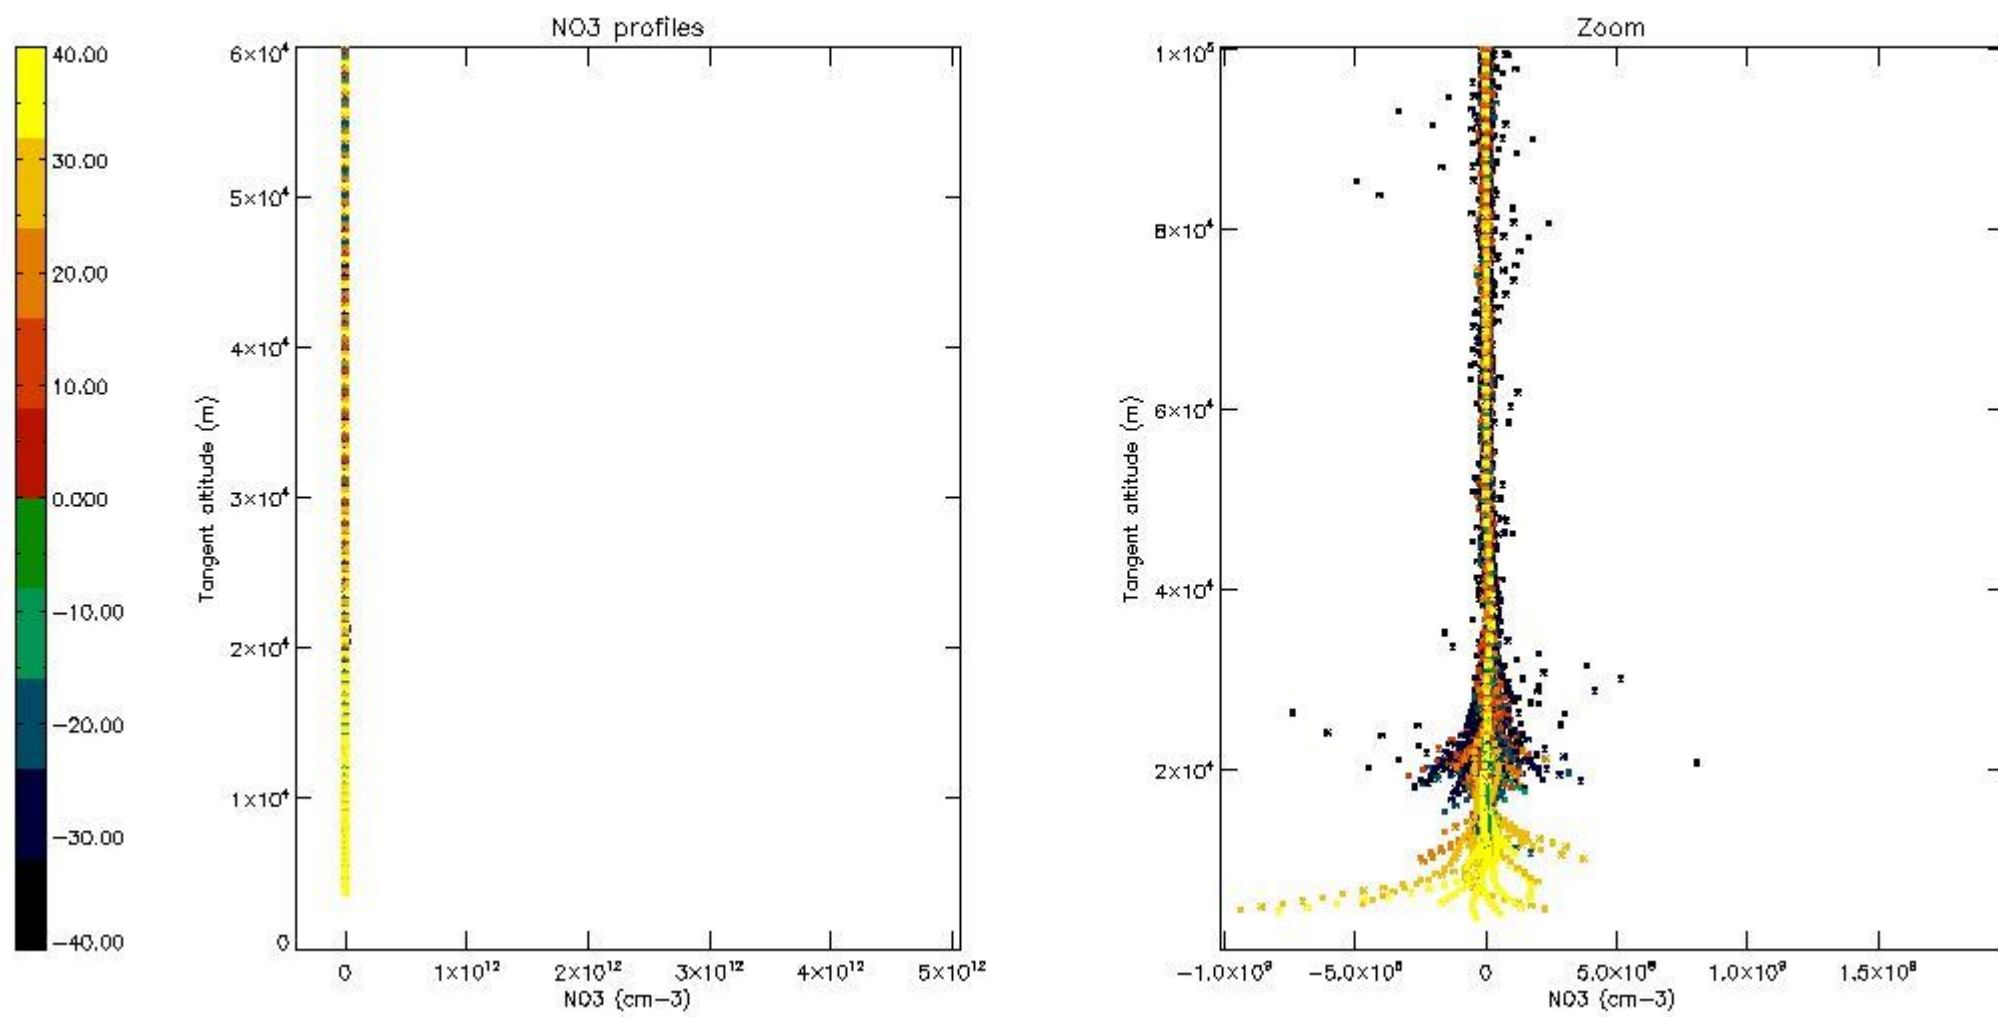 NO3 profiles
Zoom
40.00
30.00
20.00
10.00
0.000
−10.00
−20.00
−30.00
−40.00
6×10⁴
5×10⁴
4×10⁴
3×10⁴
2×10⁴
1×10⁴
0
Tangent altitude (m)
0 1×10¹² 2×10¹² 3×10¹² 4×10¹² 5×10¹²
NO3 (cm−3)
1×10⁵
8×10⁴
6×10⁴
4×10⁴
2×10⁴
Tangent altitude (m)
−1.0×10⁹ −5.0×10⁸ 0 5.0×10⁸ 1.0×10⁹ 1.5×10⁹
NO3 (cm−3)